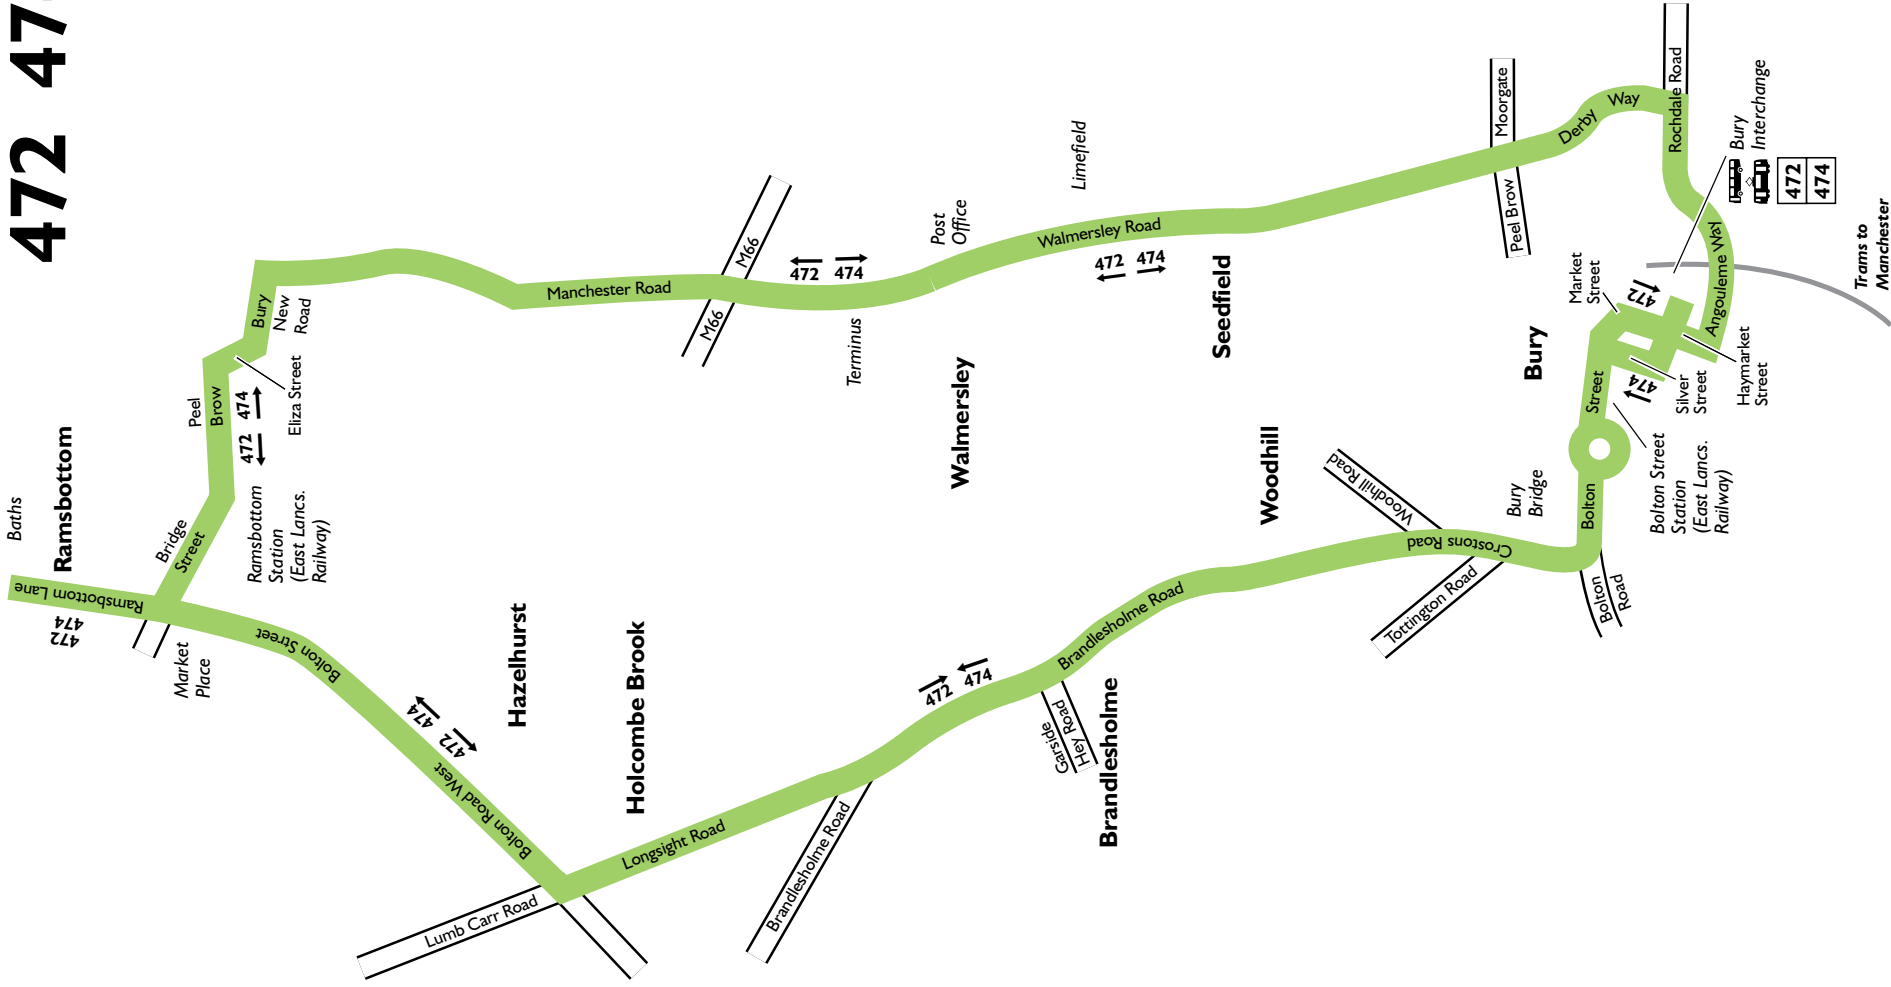 472 47
Baths
Ramsbottom
Ramsbottom Lane
472
474
Bridge
Street
Market
Place
Peel
Brow
472 474
Eliza Street
Bury
New
Road
Ramsbottom
Station
(East Lancs.
Railway)
Bolton Street
474
472
Bolton Road West
Hazelhurst
Holcombe Brook
Lumb Carr Road
Longsight Road
Brandlesholme Road
Manchester Road
M66
M66
472 474
Terminus
Post
Office
Walmersley
Limefield
Walmersley Road
472 474
Seedfield
472
474
Garside
Hey Road
Brandlesholme
Brandlesholme Road
Woodhill
Woodhill Road
Crostons Road
Tottington Road
Bury
Bridge
Bolton
Road
Bolton
Street
Bolton Street
Station
(East Lancs.
Railway)
Bury
Moorgate
Peel Brow
Derby Way
Rochdale Road
Angouleme Way
Market
Street
472
474
Silver
Street
Haymarket
Street
Bury
Interchange
472
474
Trams to
Manchester